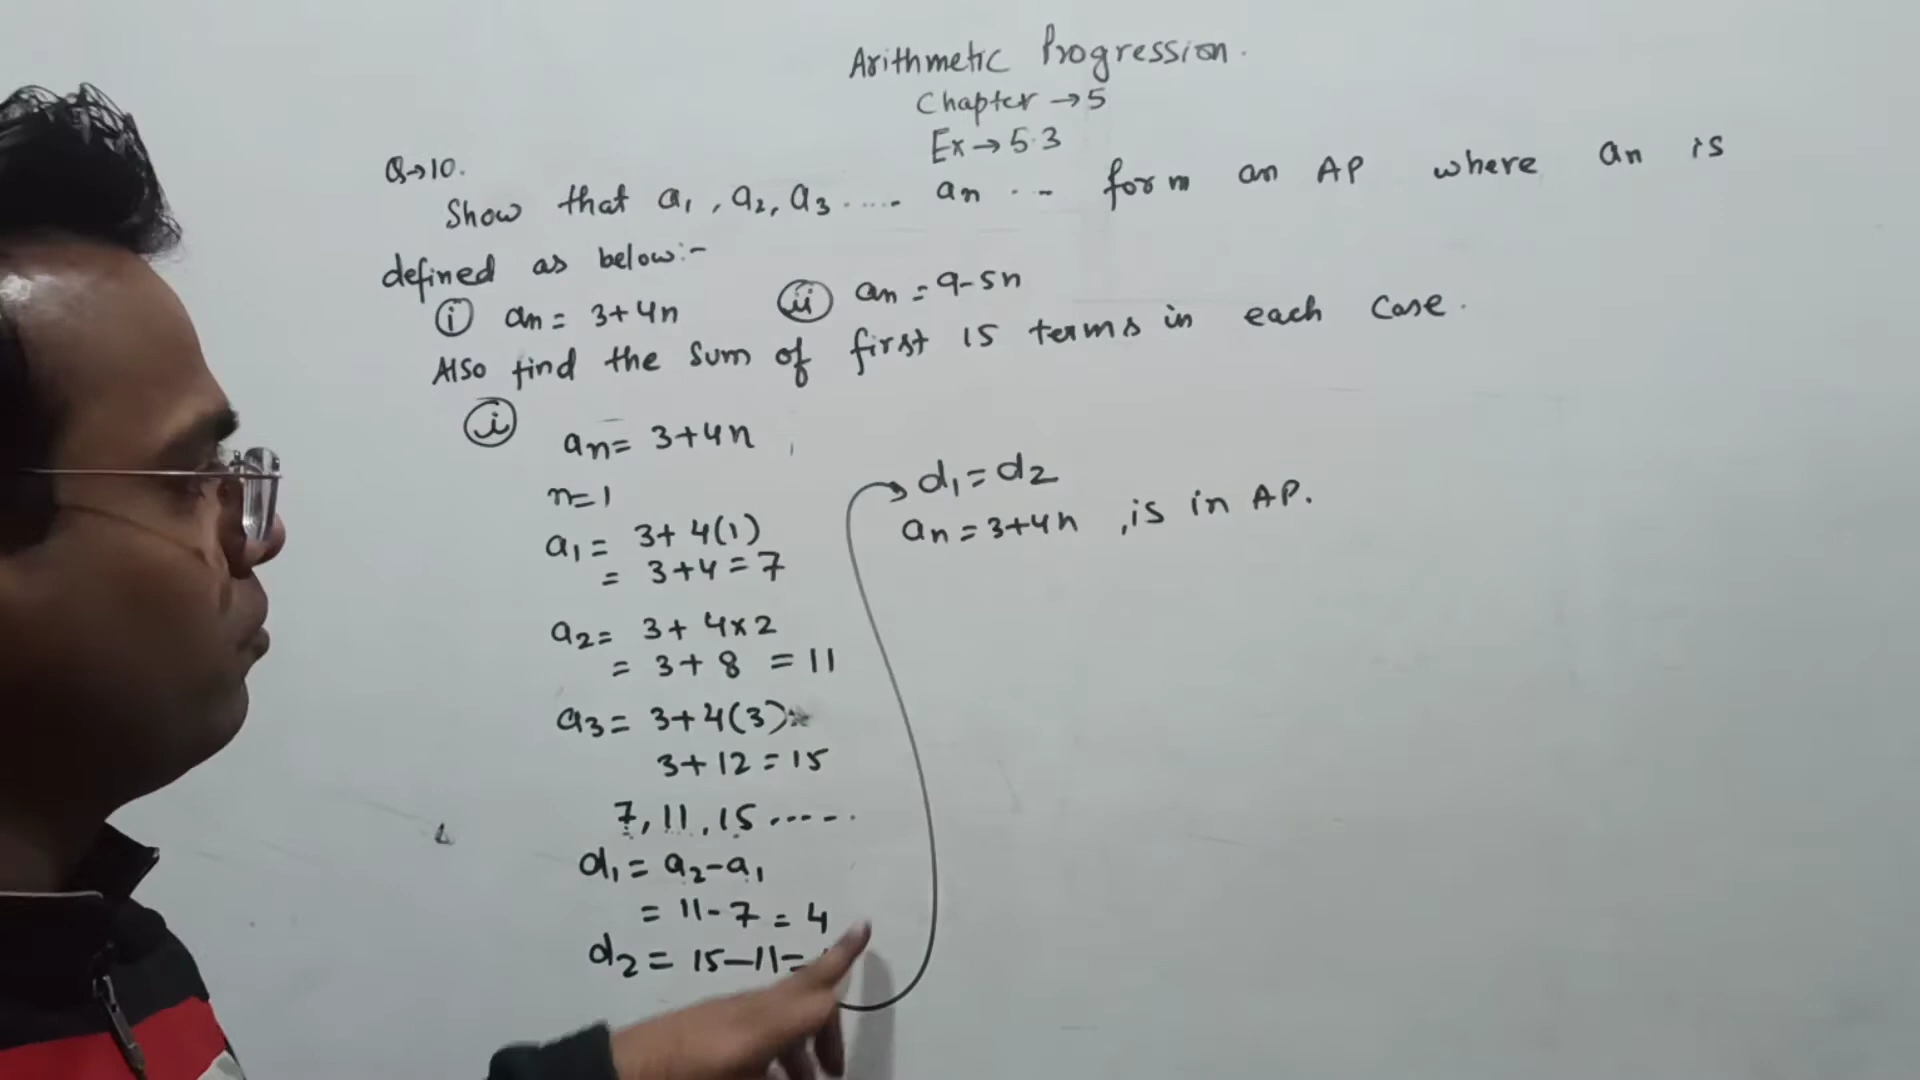 Arithmetic Progression.
Chapter → 5
Ex → 5.3
Q→10.
Show that a₁, a₂, a₃ ..... aₙ ... form an AP where aₙ is
defined as below:-
(i) aₙ = 3+4n (ii) aₙ = 9-5n
Also find the sum of first 15 terms in each case.
(i)
aₙ = 3+4n
n=1
a₁ = 3+ 4(1)
= 3+4 = 7
a₂ = 3+ 4×2
= 3+ 8 = 11
a₃ = 3+4(3)
3+12 = 15
7, 11, 15 .....
d₁ = a₂-a₁
= 11-7 = 4
d₂ = 15-11=
d₁ = d₂
aₙ = 3+4n , is in AP.